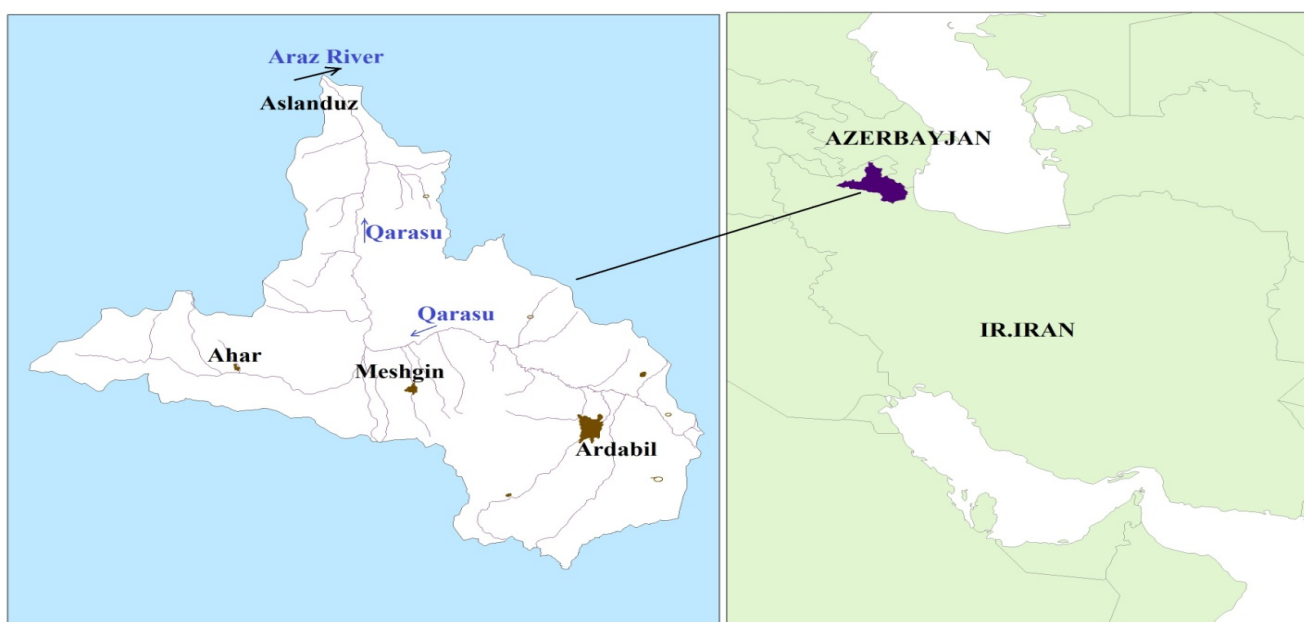 Araz River
Aslanduz
Qarasu
Qarasu
Ahar
Meshgin
Ardabil
AZERBAYJAN
IR.IRAN